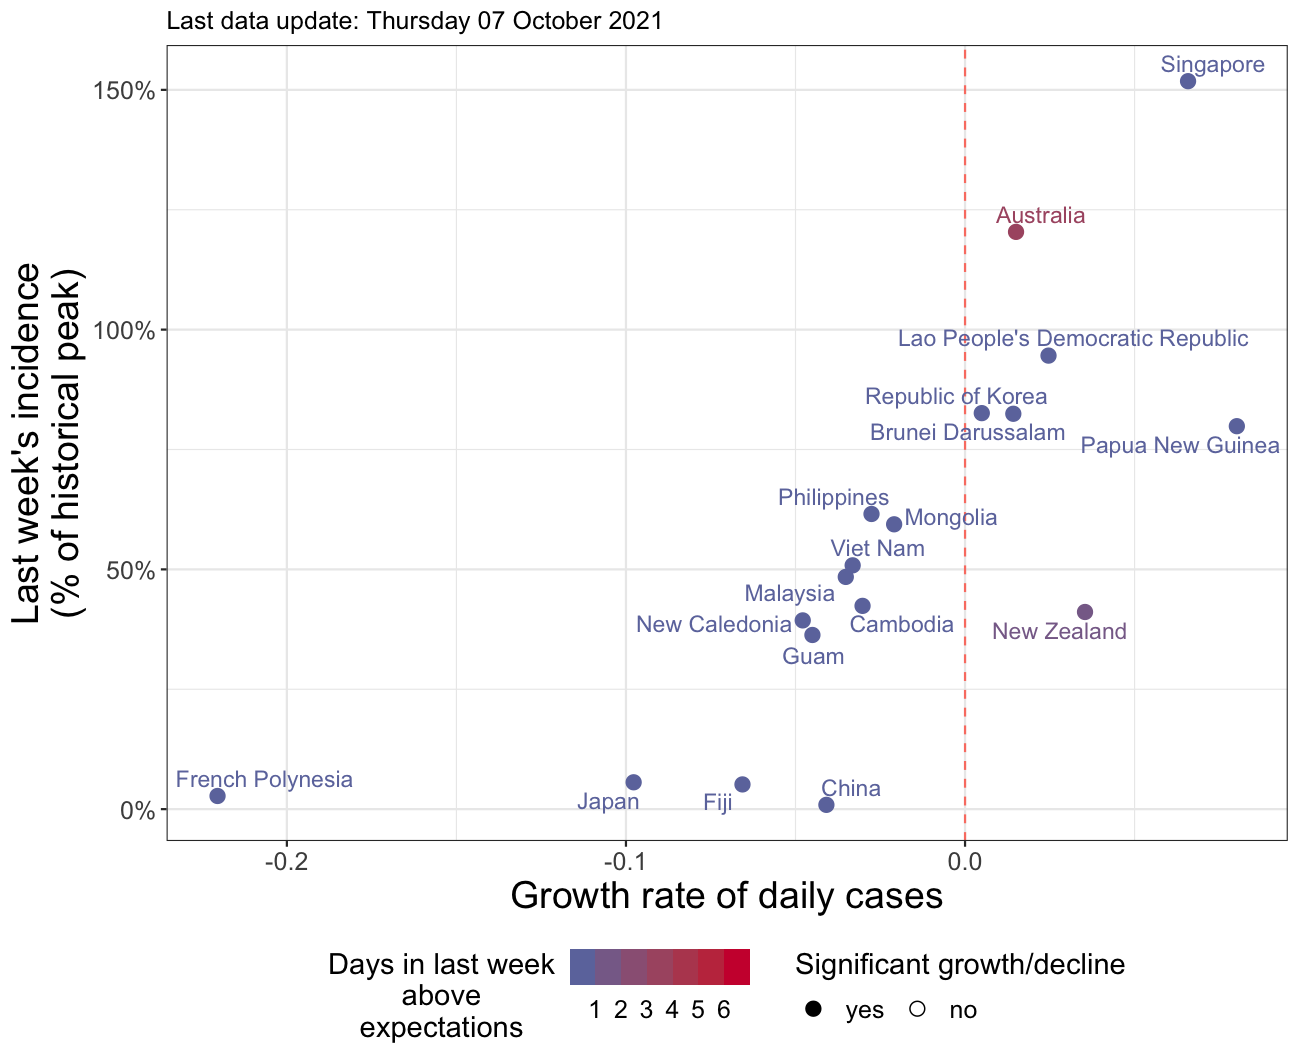 Last data update: Thursday 07 October 2021
Last week's incidence
(% of historical peak)
150%
100%
50%
0%
Singapore
Australia
Lao People's Democratic Republic
Republic of Korea
Brunei Darussalam
Papua New Guinea
Philippines
Mongolia
Viet Nam
Malaysia
New Caledonia
Cambodia
New Zealand
Guam
French Polynesia
Japan
Fiji
China
-0.2
-0.1
0.0
Growth rate of daily cases
Days in last week
above
expectations
1 2 3 4 5 6
Significant growth/decline
yes
no